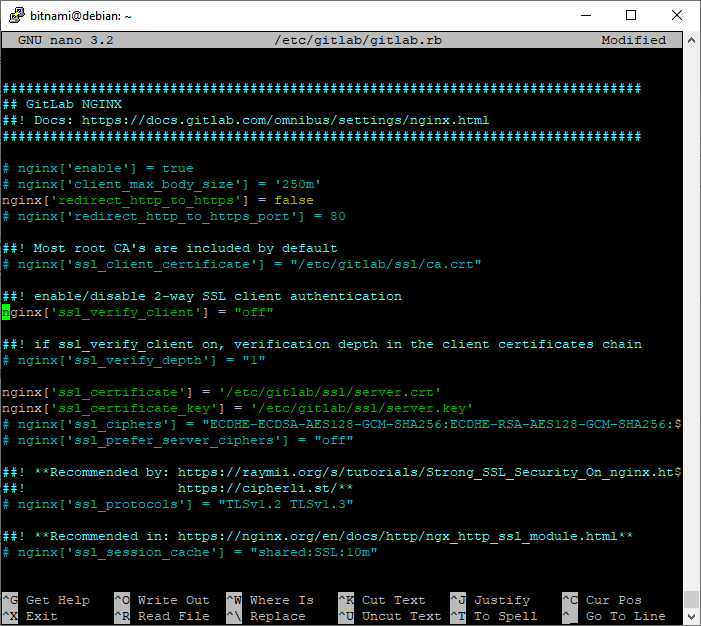 bitnami@debian: ~
GNU nano 3.2 /etc/gitlab/gitlab.rb Modified
################################################################################
## GitLab NGINX
##! Docs: https://docs.gitlab.com/omnibus/settings/nginx.html
################################################################################
# nginx['enable'] = true
# nginx['client_max_body_size'] = '250m'
nginx['redirect_http_to_https'] = false
# nginx['redirect_http_to_https_port'] = 80
##! Most root CA's are included by default
# nginx['ssl_client_certificate'] = "/etc/gitlab/ssl/ca.crt"
##! enable/disable 2-way SSL client authentication
nginx['ssl_verify_client'] = "off"
##! if ssl_verify_client on, verification depth in the client certificates chain
# nginx['ssl_verify_depth'] = "1"
nginx['ssl_certificate'] = '/etc/gitlab/ssl/server.crt'
nginx['ssl_certificate_key'] = '/etc/gitlab/ssl/server.key'
# nginx['ssl_ciphers'] = "ECDHE-ECDSA-AES128-GCM-SHA256:ECDHE-RSA-AES128-GCM-SHA256:$
# nginx['ssl_prefer_server_ciphers'] = "off"
##! **Recommended by: https://raymii.org/s/tutorials/Strong_SSL_Security_On_nginx.ht$
##! https://cipherli.st/**
# nginx['ssl_protocols'] = "TLSv1.2 TLSv1.3"
##! **Recommended in: https://nginx.org/en/docs/http/ngx_http_ssl_module.html**
# nginx['ssl_session_cache'] = "shared:SSL:10m"
^G Get Help ^O Write Out ^W Where Is ^K Cut Text ^J Justify ^C Cur Pos
^X Exit ^R Read File ^\ Replace ^U Uncut Text ^T To Spell ^_ Go To Line